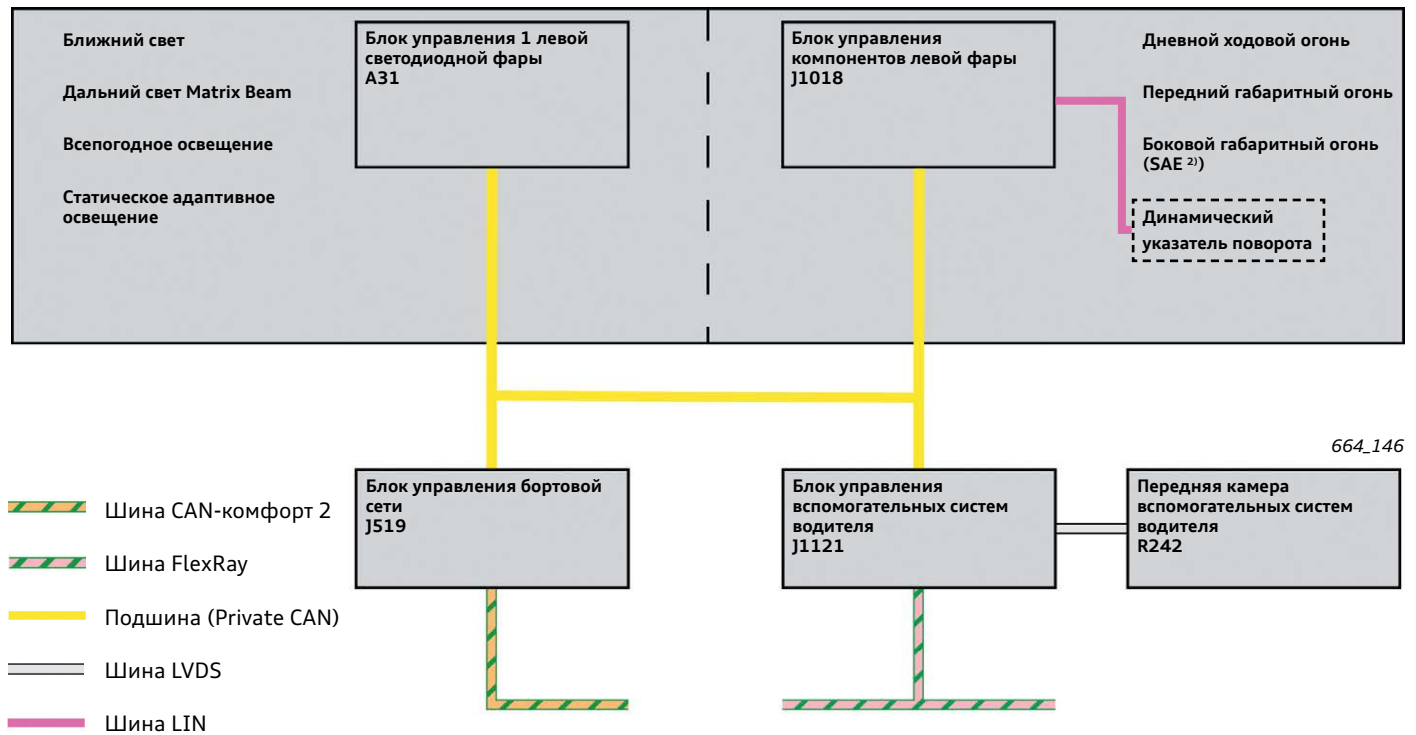 Ближний свет
Дальний свет Matrix Beam
Всепогодное освещение
Статическое адаптивное
освещение
Блок управления 1 левой
светодиодной фары
A31
Блок управления
компонентов левой фары
J1018
Дневной ходовой огонь
Передний габаритный огонь
Боковой габаритный огонь
(SAE 2))
Динамический
указатель поворота
664_146
Блок управления бортовой
сети
J519
Блок управления
вспомогательных систем
водителя
J1121
Передняя камера
вспомогательных систем
водителя
R242
Шина CAN-комфорт 2
Шина FlexRay
Подшина (Private CAN)
Шина LVDS
Шина LIN